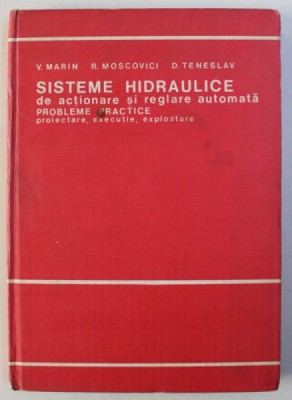 V. MARIN R. MOSCOVICI D. TENESLAV
SISTEME HIDRAULICE
de acționare și reglare automată
PROBLEME PRACTICE
proiectare, execuție, exploatare